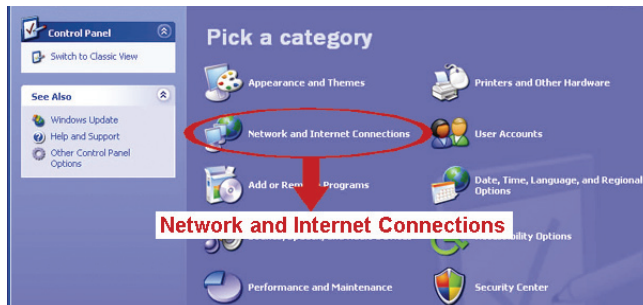 Control Panel
Switch to Classic View
See Also
Windows Update
Help and Support
Other Control Panel
Options
Pick a category
Appearance and Themes
Printers and Other Hardware
Network and Internet Connections
User Accounts
Add or Programs
Date, Time, Language, and Regional
Options
Network and Internet Connections
Options
Performance and Maintenance
Security Center